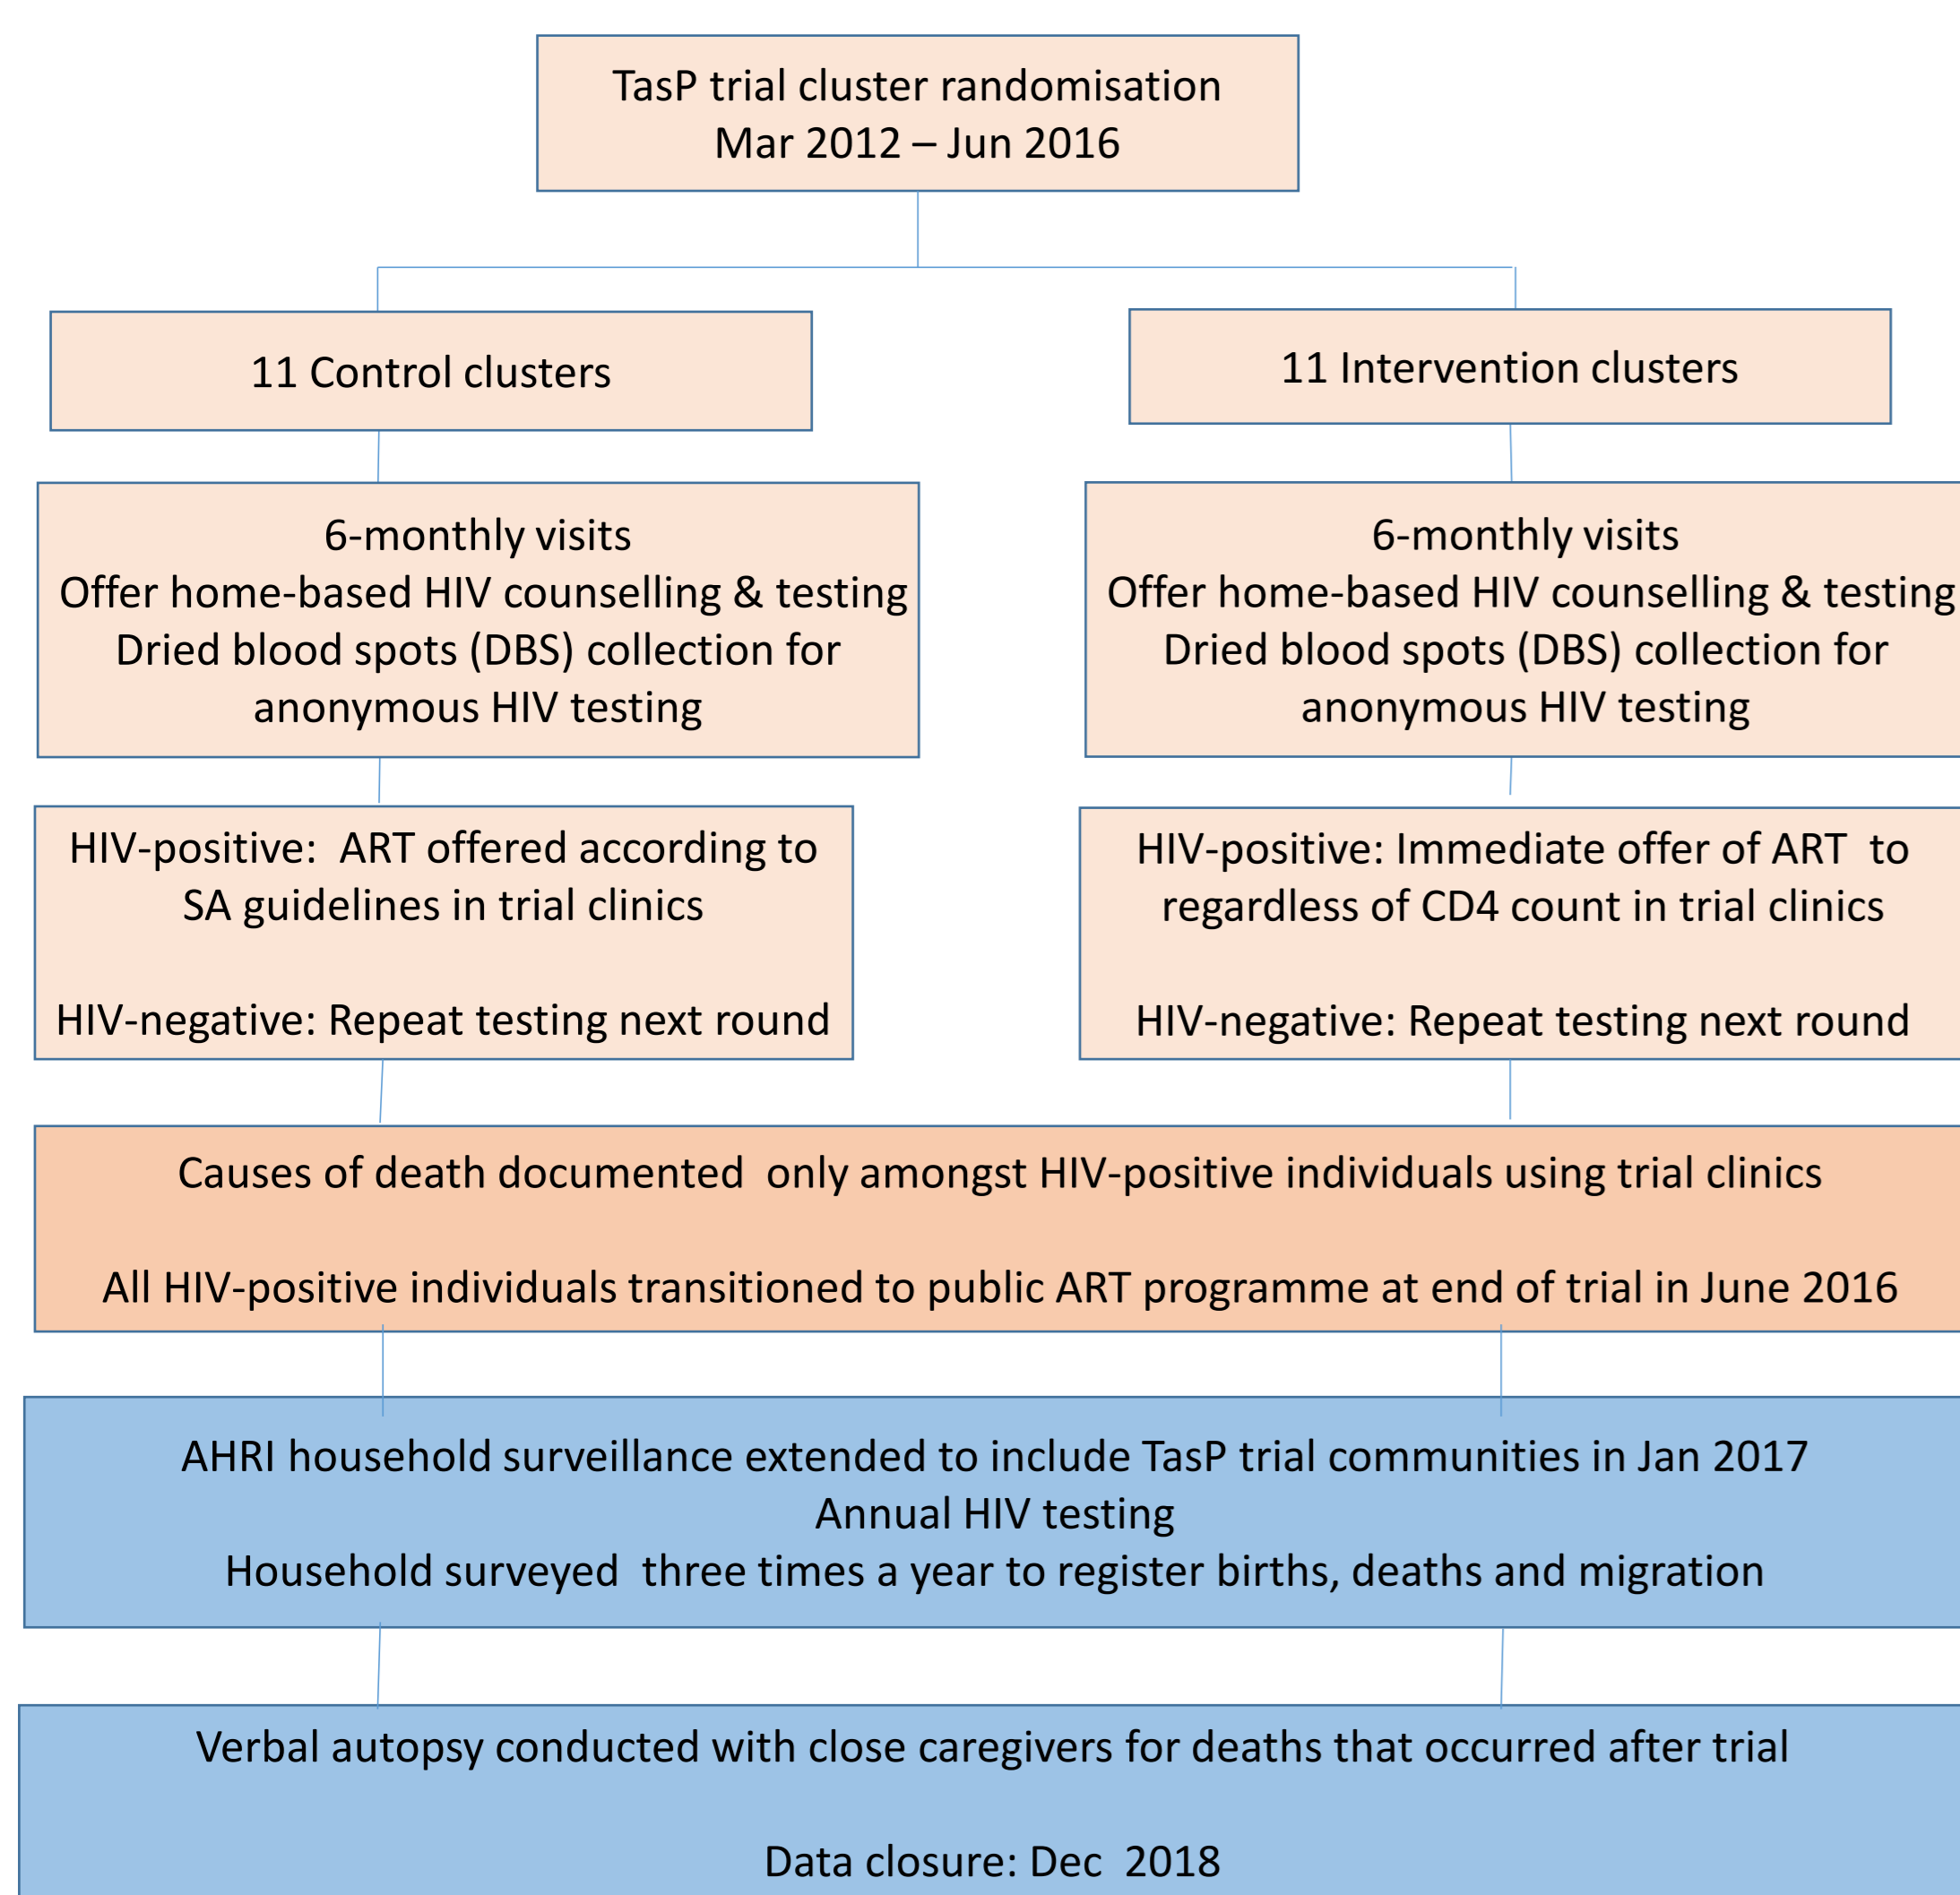 TasP trial cluster randomisation
Mar 2012 – Jun 2016
11 Control clusters
11 Intervention clusters
6-monthly visits
Offer home-based HIV counselling & testing
Dried blood spots (DBS) collection for
anonymous HIV testing
6-monthly visits
Offer home-based HIV counselling & testing
Dried blood spots (DBS) collection for
anonymous HIV testing
HIV-positive:  ART offered according to
SA guidelines in trial clinics
HIV-negative: Repeat testing next round
HIV-positive: Immediate offer of ART  to
regardless of CD4 count in trial clinics
HIV-negative: Repeat testing next round
Causes of death documented  only amongst HIV-positive individuals using trial clinics
All HIV-positive individuals transitioned to public ART programme at end of trial in June 2016
AHRI household surveillance extended to include TasP trial communities in Jan 2017
Annual HIV testing
Household surveyed  three times a year to register births, deaths and migration
Verbal autopsy conducted with close caregivers for deaths that occurred after trial
Data closure: Dec  2018